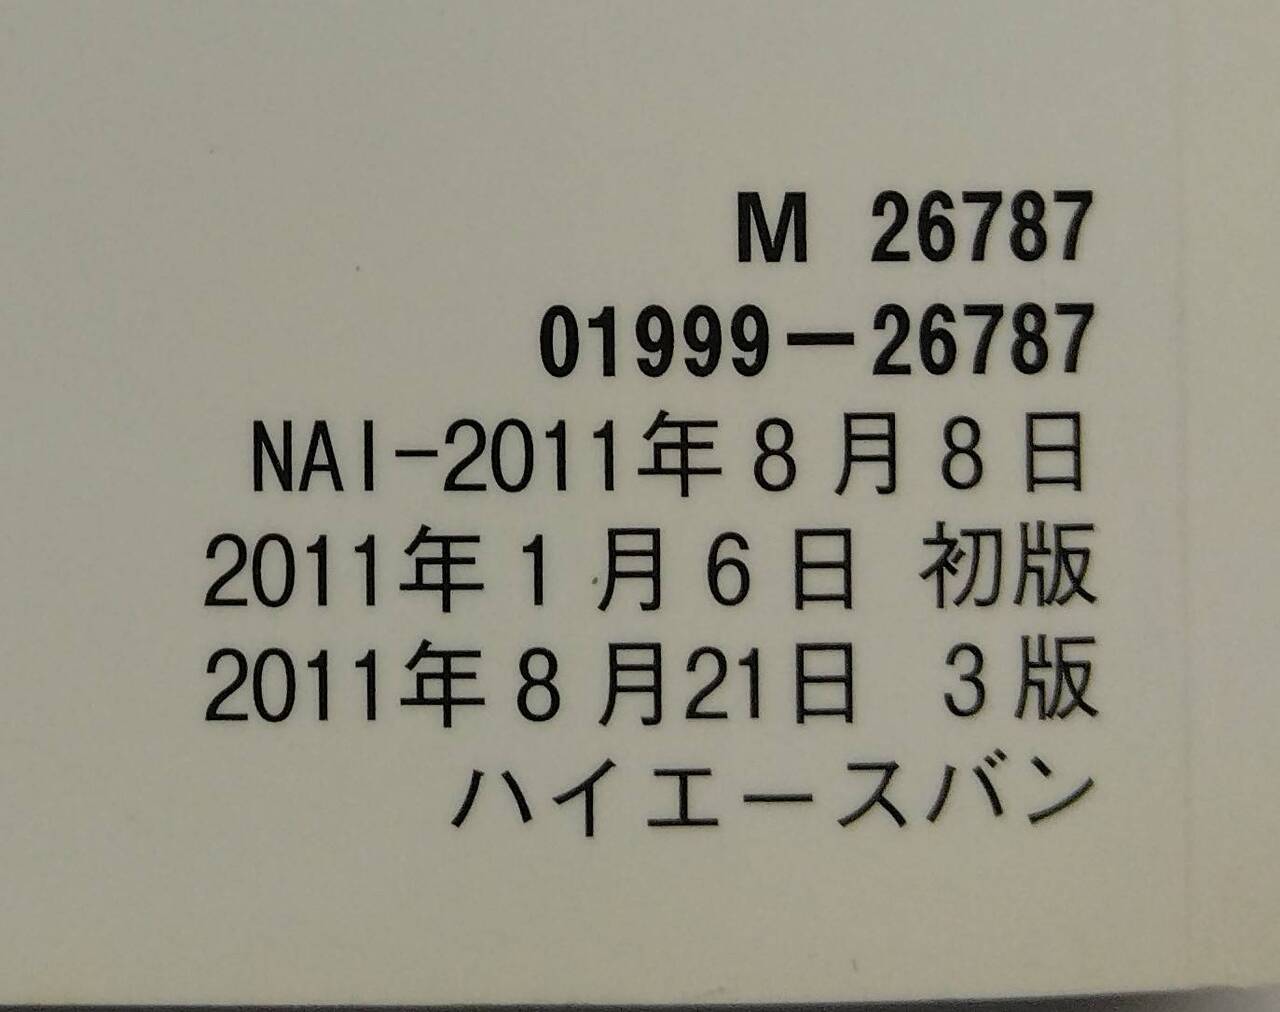 M 26787
01999-26787
NAI-2011年8月8日
2011年1月6日 初版
2011年8月21日 3版
ハイエースバン